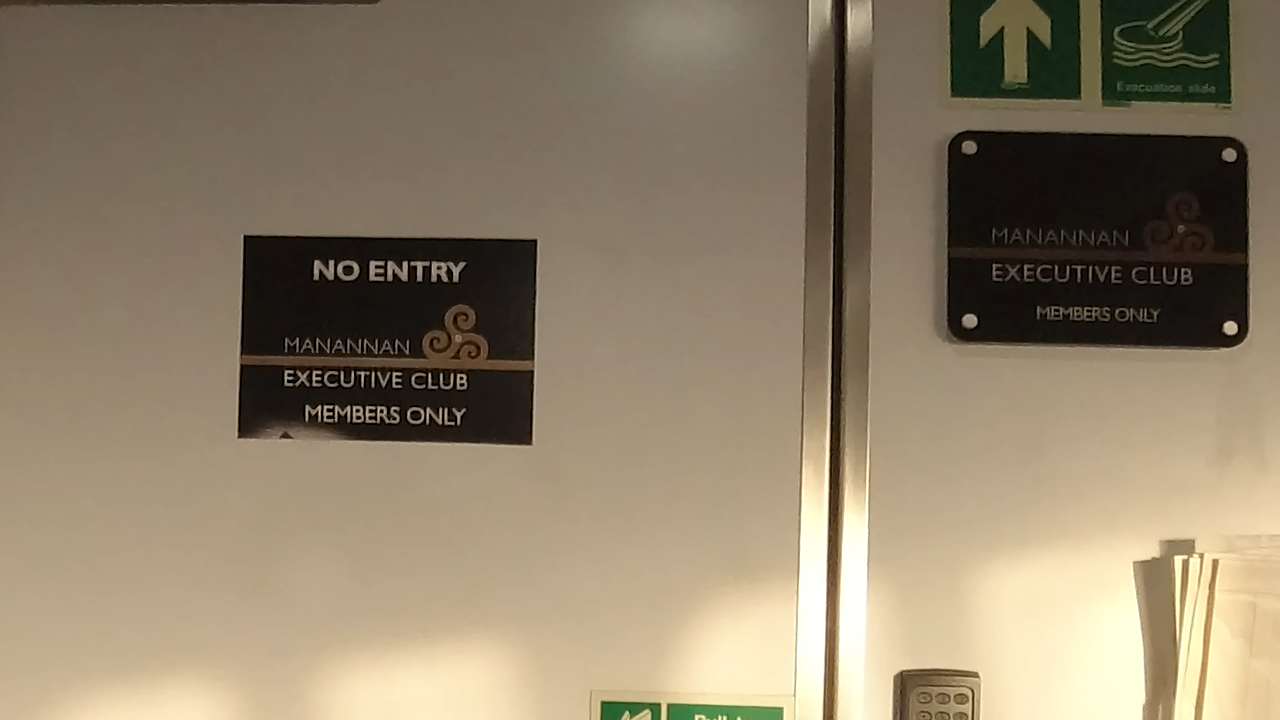 NO ENTRY
MANANNAN
EXECUTIVE CLUB
MEMBERS ONLY
Evacuation slide
MANANNAN
EXECUTIVE CLUB
MEMBERS ONLY